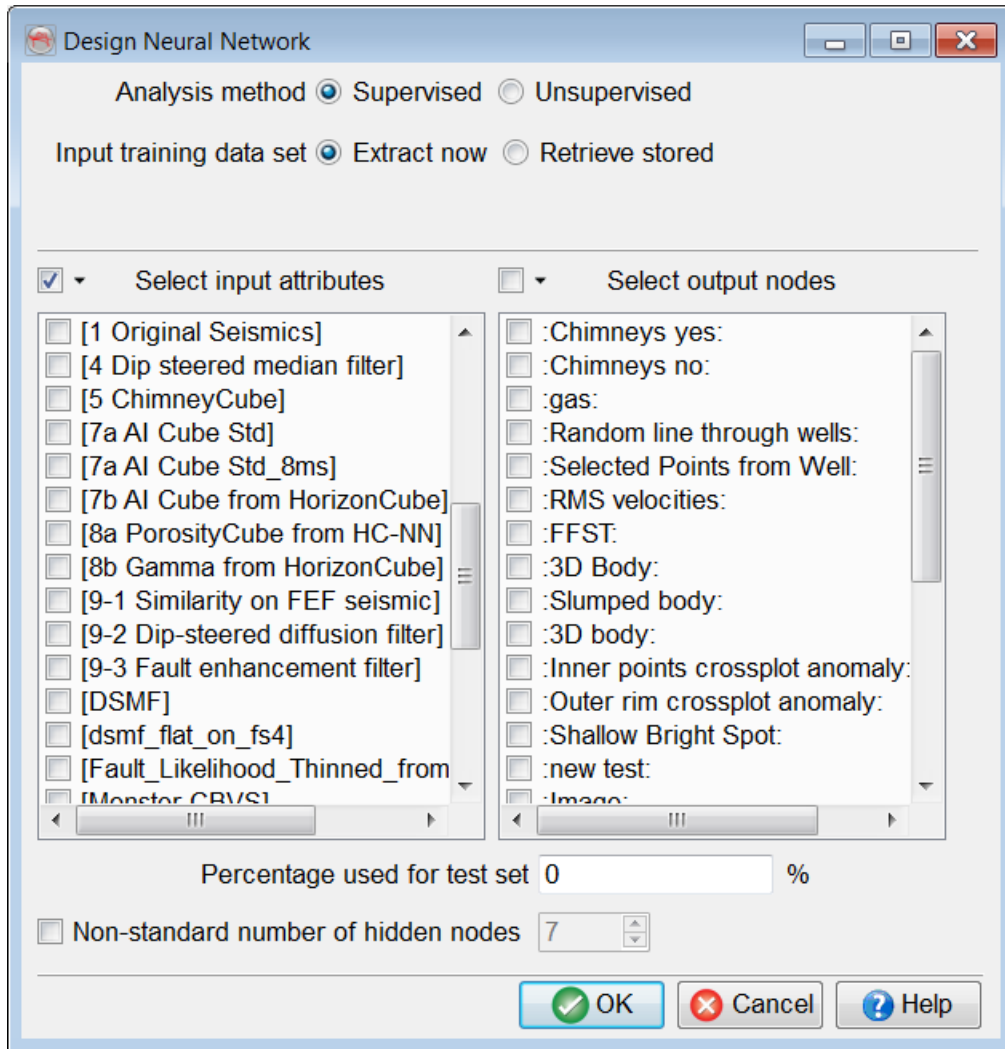 Design Neural Network
Analysis method Supervised Unsupervised
Input training data set Extract now Retrieve stored
Select input attributes
[1 Original Seismics]
[4 Dip steered median filter]
[5 ChimneyCube]
[7a AI Cube Std]
[7a AI Cube Std_8ms]
[7b AI Cube from HorizonCube]
[8a PorosityCube from HC-NN]
[8b Gamma from HorizonCube]
[9-1 Similarity on FEF seismic]
[9-2 Dip-steered diffusion filter]
[9-3 Fault enhancement filter]
[DSMF]
[dsmf_flat_on_fs4]
[Fault_Likelihood_Thinned_from
[Monster CBVS]
Select output nodes
:Chimneys yes:
:Chimneys no:
:gas:
:Random line through wells:
:Selected Points from Well:
:RMS velocities:
:FFST:
:3D Body:
:Slumped body:
:3D body:
:Inner points crossplot anomaly:
:Outer rim crossplot anomaly:
:Shallow Bright Spot:
:new test:
:Image:
Percentage used for test set 0 %
Non-standard number of hidden nodes 7
OK Cancel Help